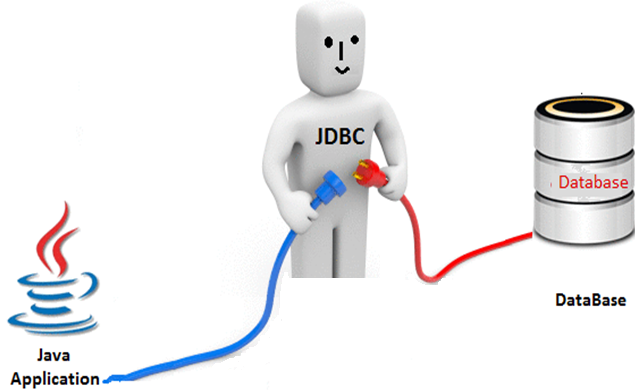 JDBC
Database
DataBase
Java
Application